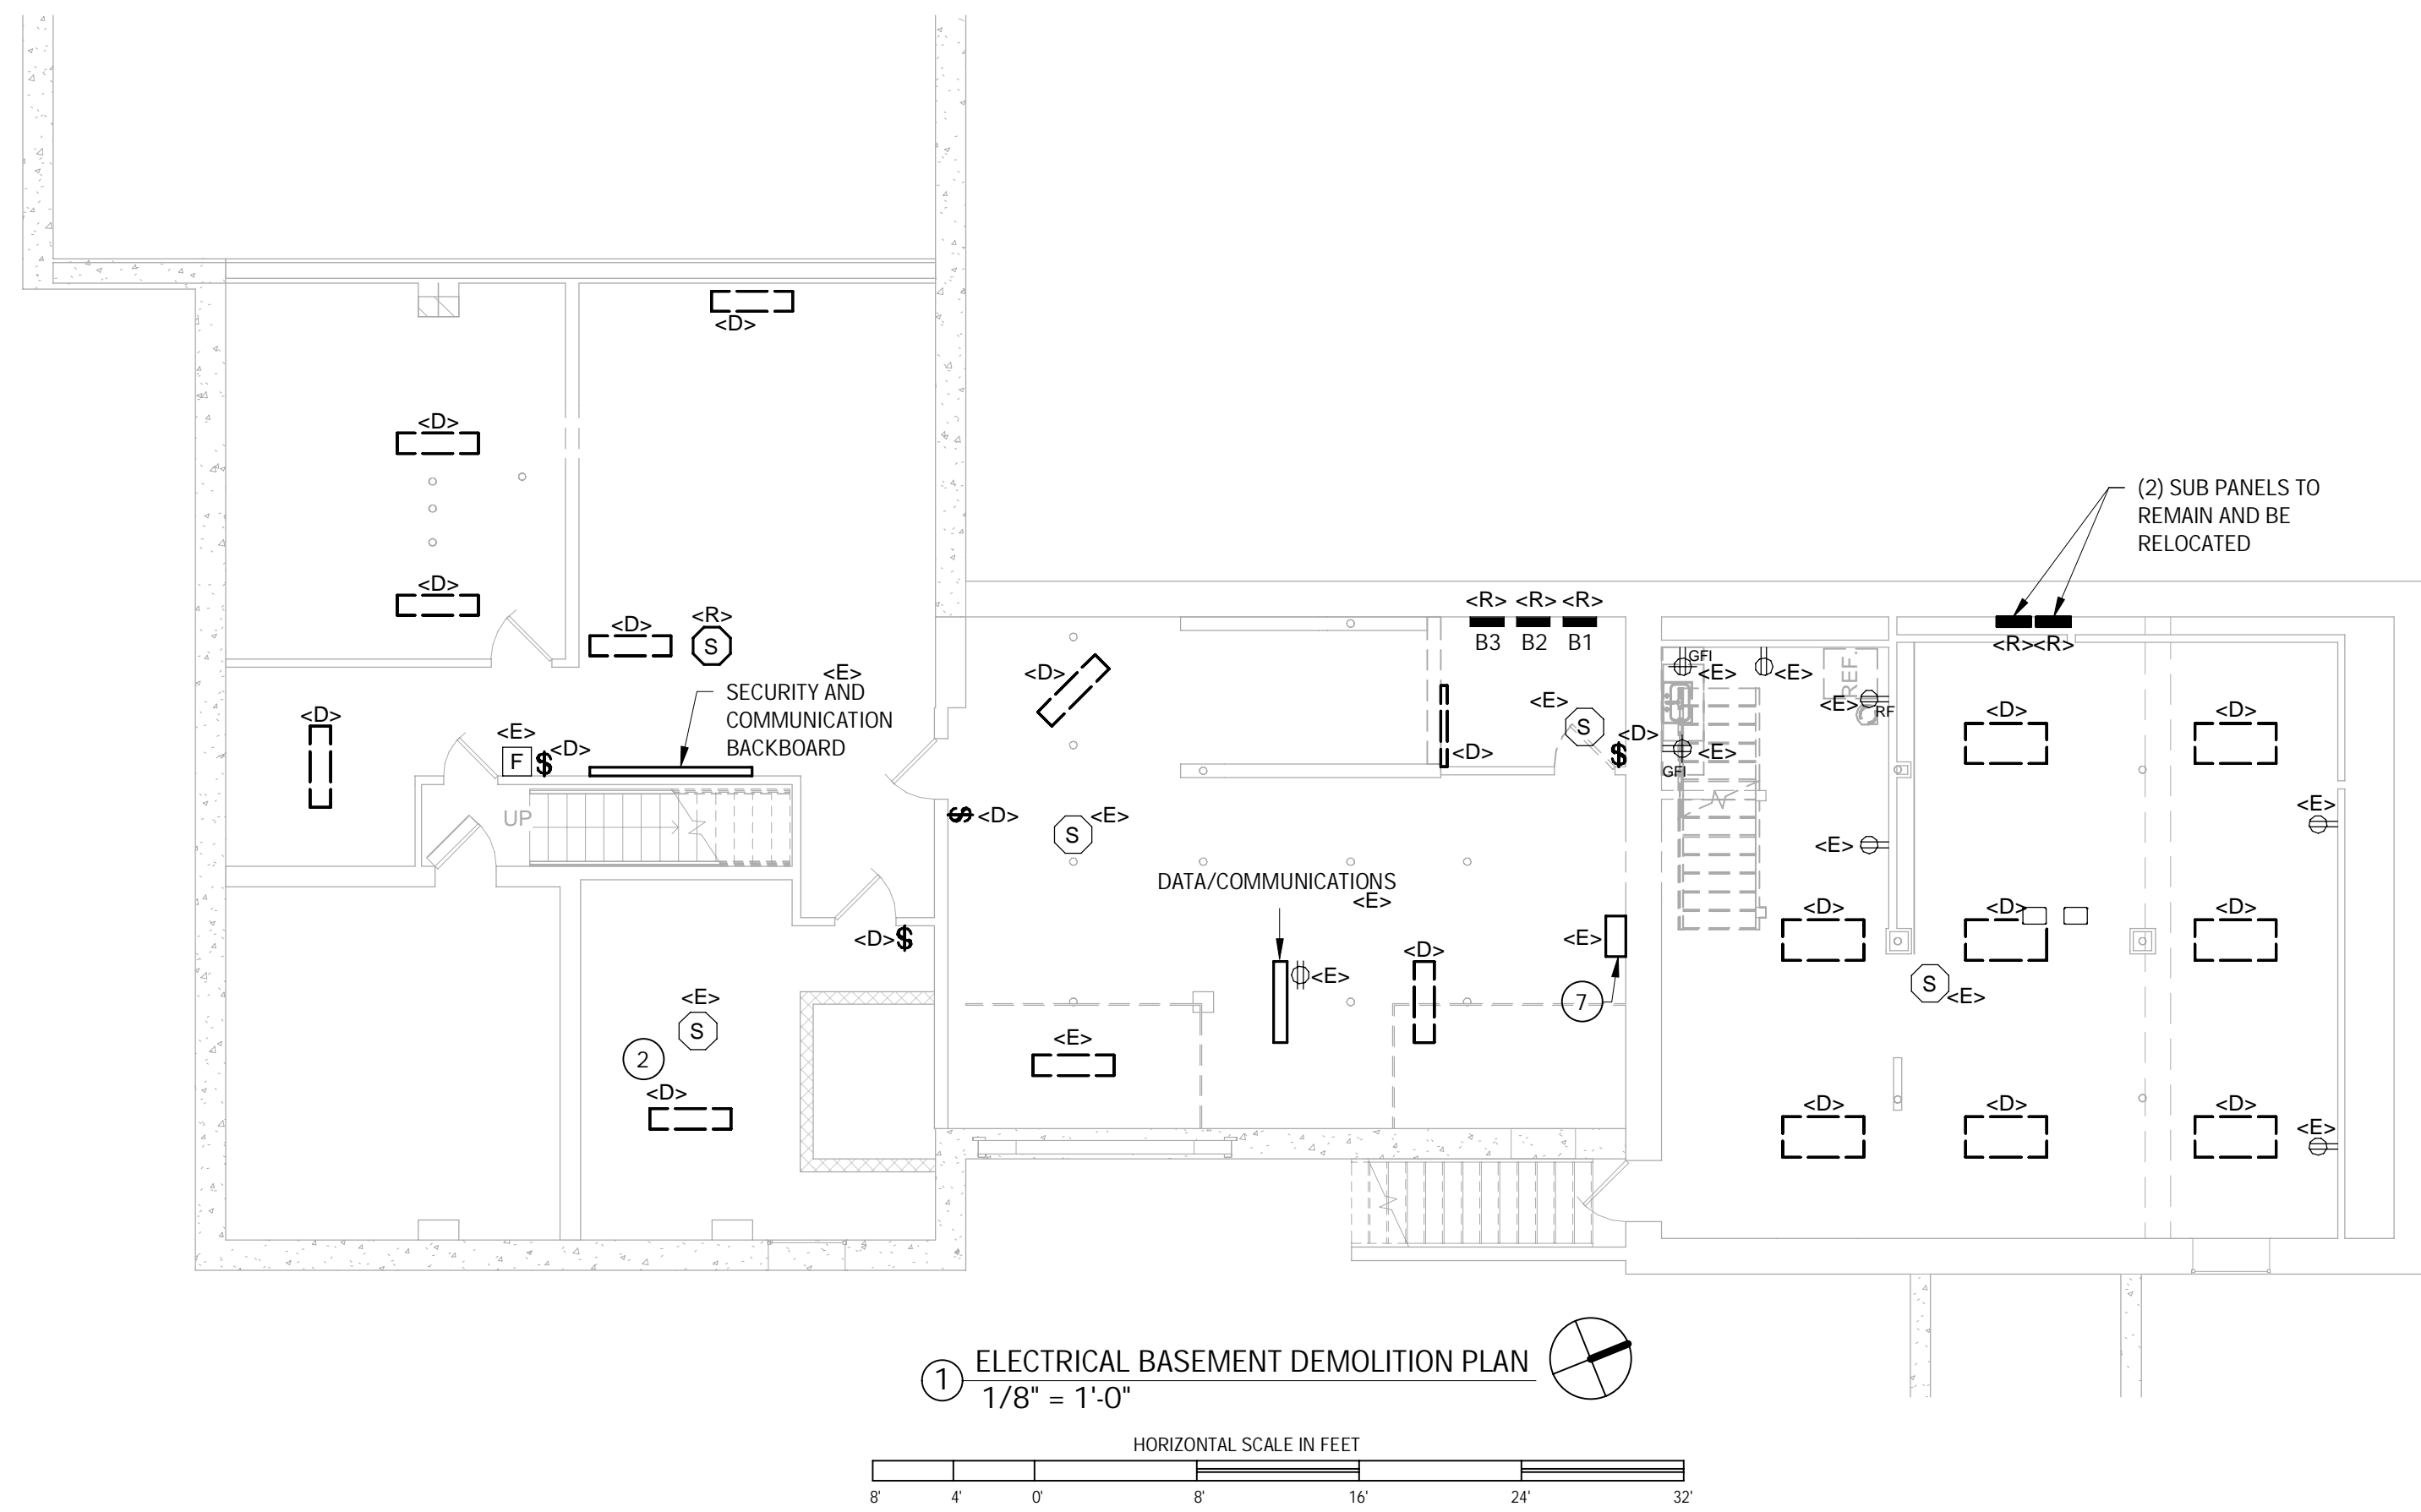 <D>
<D>
(2) SUB PANELS TO
REMAIN AND BE
RELOCATED
<D>
<R> <R> <R>
B3 B2 B1
<D>
<R>
S
<R><R>
<E>
SECURITY AND
COMMUNICATION
BACKBOARD
<D>
<E>
S
<D>
<D>
GFI
<E>
<E>
REF.
<E>
RF
<D>
<D>
<D>
<E>
F
$
<D>
<D>
$
<E>
GFI
<E>
UP
$
<D>
S
<E>
<E>
DATA/COMMUNICATIONS
<E>
<D>
$
<E>
<D>
<D>
<D>
<D>
<E>
7
<E>
S
<E>
<E>
S
2
<D>
<E>
<D>
<D>
<D>
<E>
1
ELECTRICAL BASEMENT DEMOLITION PLAN
1/8" = 1'-0"
HORIZONTAL SCALE IN FEET
8' 4' 0' 8' 16' 24' 32'